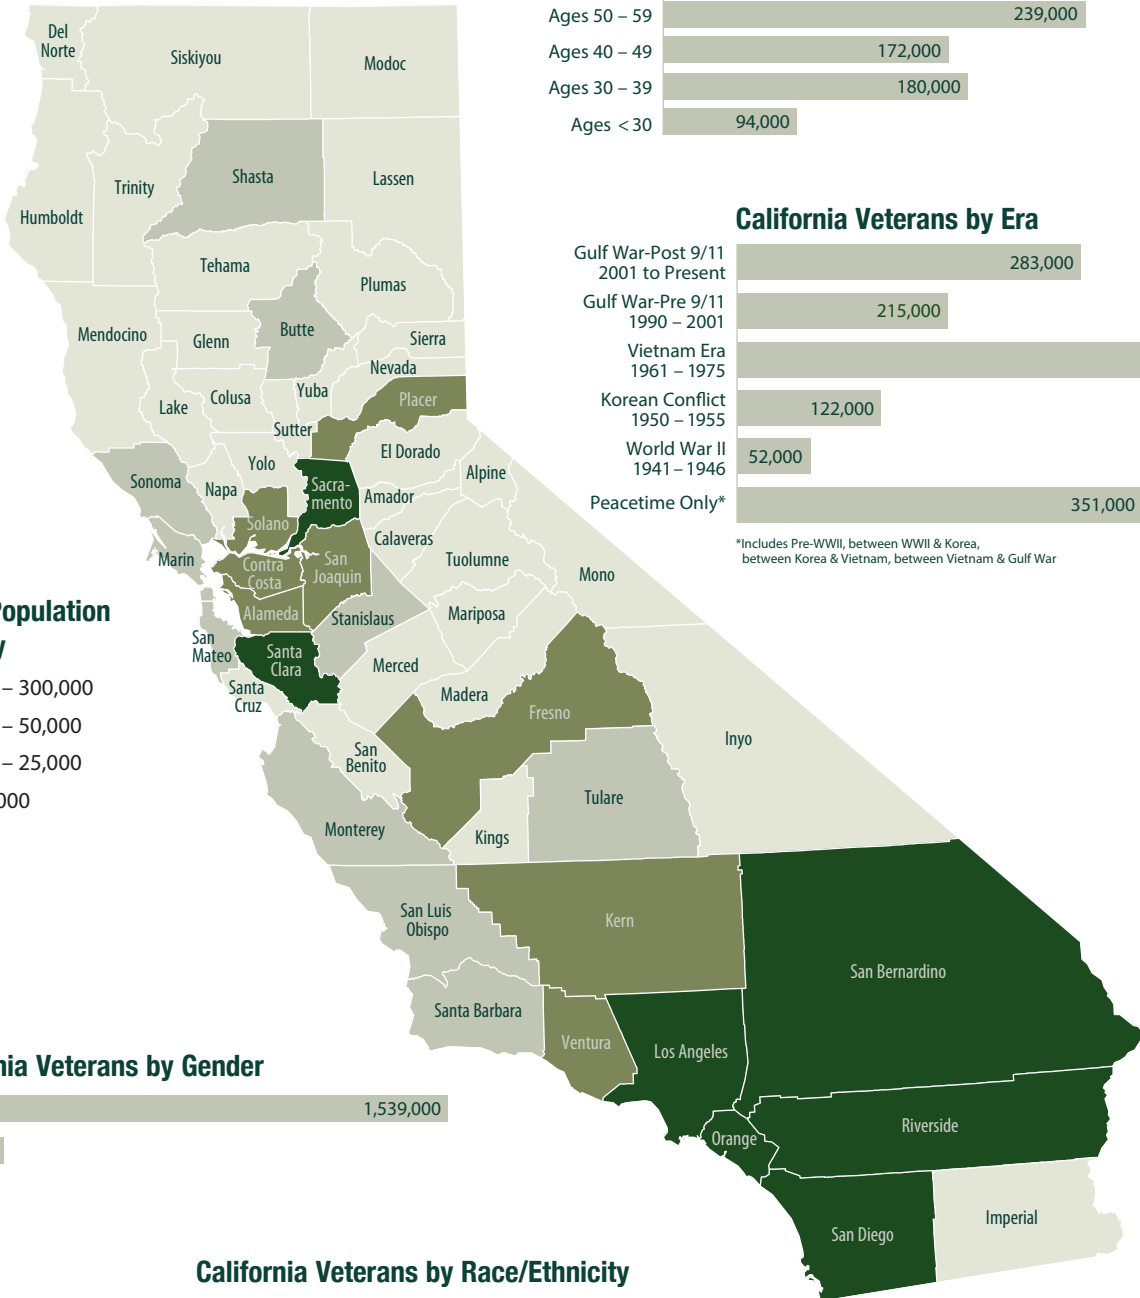 Ages 50 – 59
239,000
Ages 40 – 49
172,000
Ages 30 – 39
180,000
Ages <30
94,000
California Veterans by Era
Gulf War-Post 9/11
2001 to Present
283,000
Gulf War-Pre 9/11
1990 – 2001
215,000
Vietnam Era
1961 – 1975
Korean Conflict
1950 – 1955
122,000
World War II
1941 – 1946
52,000
Peacetime Only*
351,000
*Includes Pre-WWII, between WWII & Korea,
between Korea & Vietnam, between Vietnam & Gulf War
Del
Norte
Siskiyou
Modoc
Humboldt
Trinity
Shasta
Lassen
Tehama
Plumas
Mendocino
Glenn
Butte
Sierra
Nevada
Lake
Colusa
Yuba
Placer
Sutter
El Dorado
Sonoma
Napa
Yolo
Sacra-
mento
Alpine
Amador
Solano
Calaveras
Marin
Contra
Costa
San
Joaquin
Tuolumne
Mono
Alameda
Stanislaus
Mariposa
San
Mateo
Santa
Clara
Merced
Santa
Cruz
Madera
Fresno
San
Benito
Inyo
Monterey
Kings
Tulare
San Luis
Obispo
Kern
San Bernardino
Santa Barbara
Ventura
Los Angeles
Orange
Riverside
San Diego
Imperial
opulation
– 300,000
– 50,000
– 25,000
000
nia Veterans by Gender
1,539,000
California Veterans by Race/Ethnicity